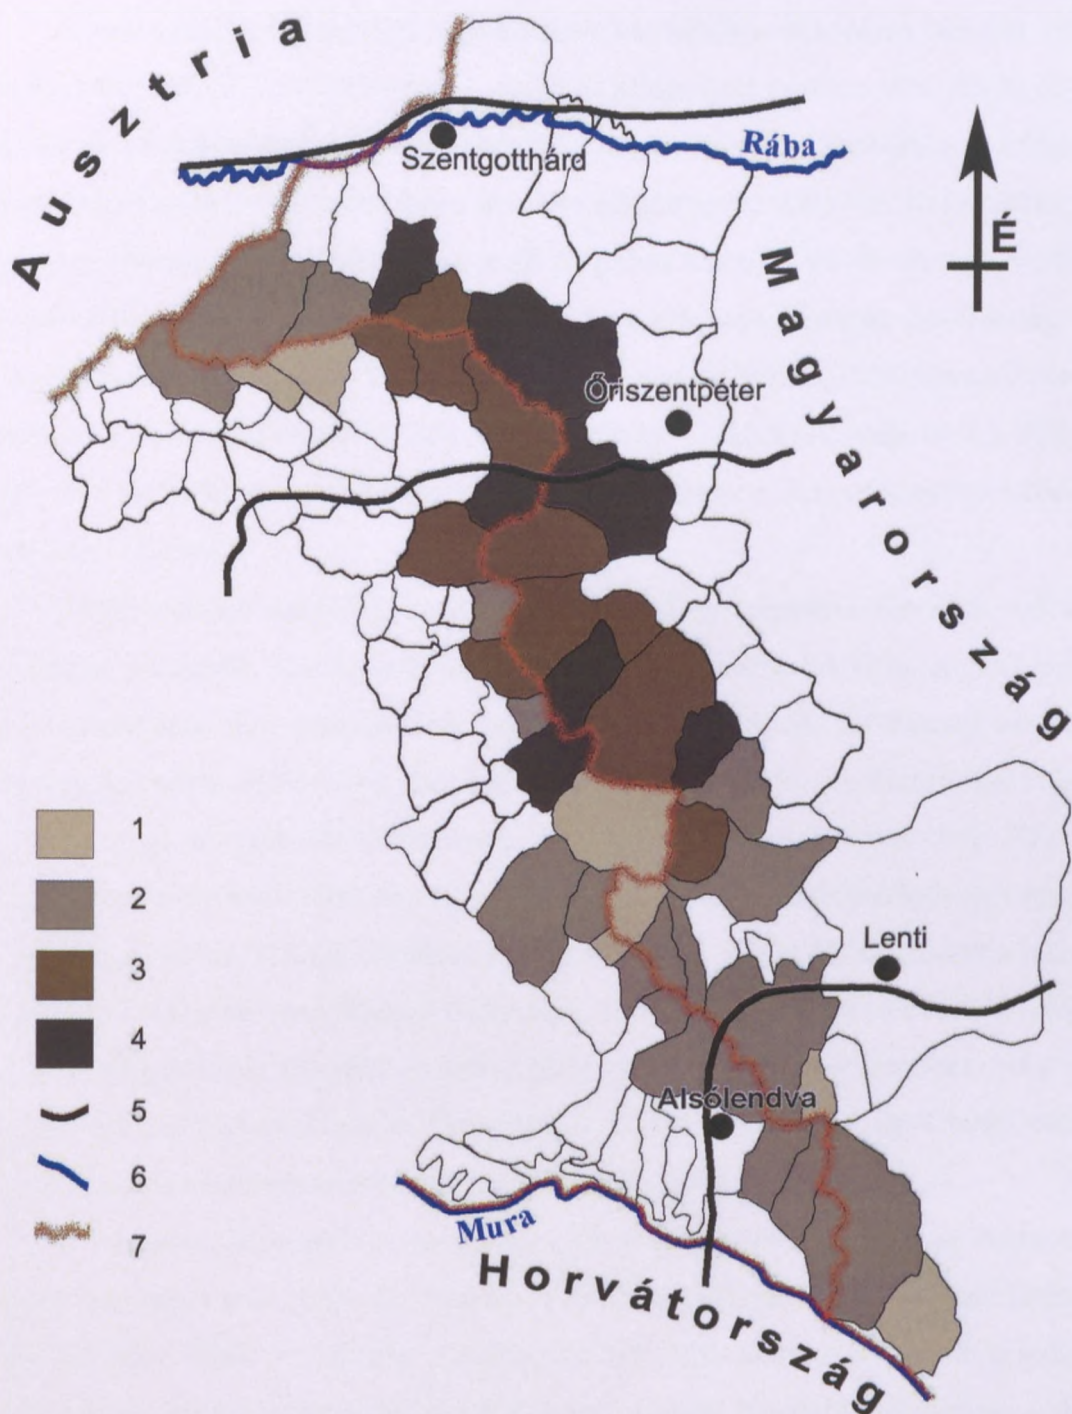 Ausztria
Szentgotthárd
Rába
É
Magyarország
Őriszentpéter
1
2
3
4
5
6
7
Lenti
Alsólendva
Mura
Horvátország